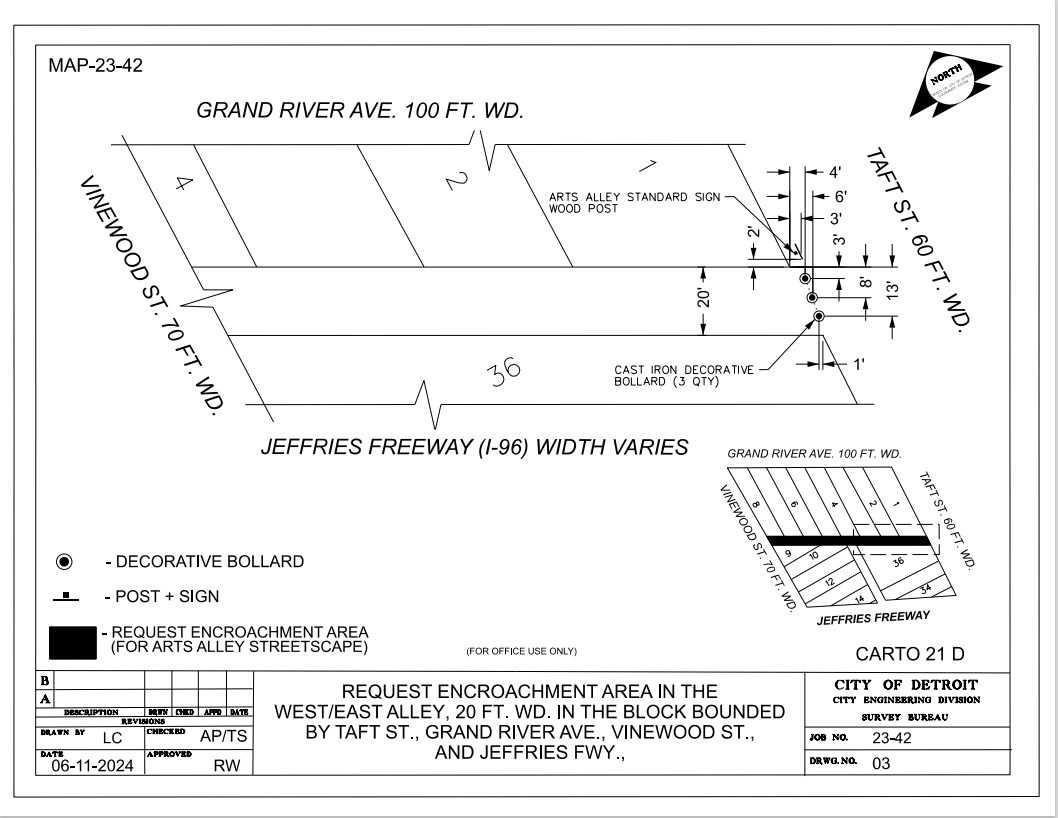 MAP-23-42
NORTH
GRAND RIVER AVE. 100 FT. WD.
TAFT ST. 60 FT. WD.
VINEWOOD ST. 70 FT. WD.
4
2
1
ARTS ALLEY STANDARD SIGN
WOOD POST
4'
6'
3'
2'
3'
20'
8'
13'
36
CAST IRON DECORATIVE
BOLLARD (3 QTY)
1'
JEFFRIES FREEWAY (I-96) WIDTH VARIES
GRAND RIVER AVE. 100 FT. WD.
VINEWOOD ST. 70 FT. WD.
TAFT ST. 60 FT. WD.
8
6
4
2
1
9
10
12
14
36
34
JEFFRIES FREEWAY
- DECORATIVE BOLLARD
- POST + SIGN
- REQUEST ENCROACHMENT AREA
(FOR ARTS ALLEY STREETSCAPE)
(FOR OFFICE USE ONLY)
CARTO 21 D
B
A
DESCRIPTION DRWN CHKD APPD DATE
REVISIONS
DRAWN BY LC CHECKED AP/TS
DATE 06-11-2024 APPROVED RW
REQUEST ENCROACHMENT AREA IN THE
WEST/EAST ALLEY, 20 FT. WD. IN THE BLOCK BOUNDED
BY TAFT ST., GRAND RIVER AVE., VINEWOOD ST.,
AND JEFFRIES FWY.,
CITY OF DETROIT
CITY ENGINEERING DIVISION
SURVEY BUREAU
JOB NO. 23-42
DRWG. NO. 03